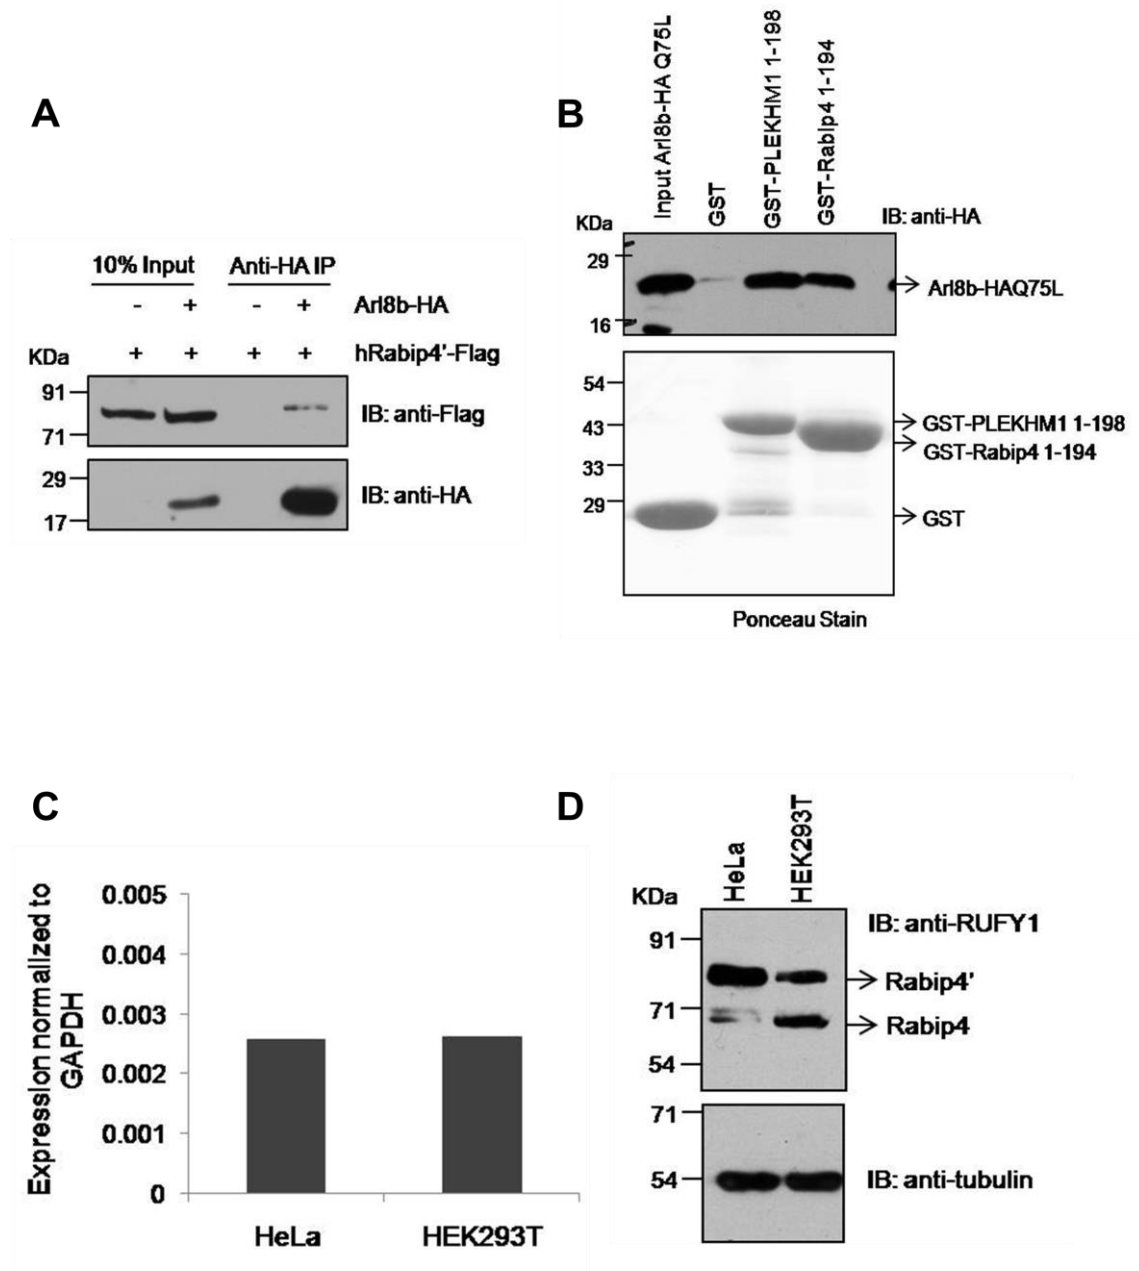 A
10% Input
Anti-HA IP
- + - + Arl8b-HA
KDa + + + + hRabip4'-Flag
91
71
IB: anti-Flag
29
17
IB: anti-HA
B
Input Arl8b-HA Q75L
GST
GST-PLEKHM1 1-198
GST-Rabip4 1-194
KDa
IB: anti-HA
29
16
Arl8b-HAQ75L
54
43
33
29
GST-PLEKHM1 1-198
GST-Rabip4 1-194
GST
Ponceau Stain
C
Expression normalized to
GAPDH
0.005
0.004
0.003
0.002
0.001
0
HeLa
HEK293T
D
HeLa
HEK293T
KDa
IB: anti-RUFY1
91
71
54
Rabip4'
Rabip4
71
54
IB: anti-tubulin